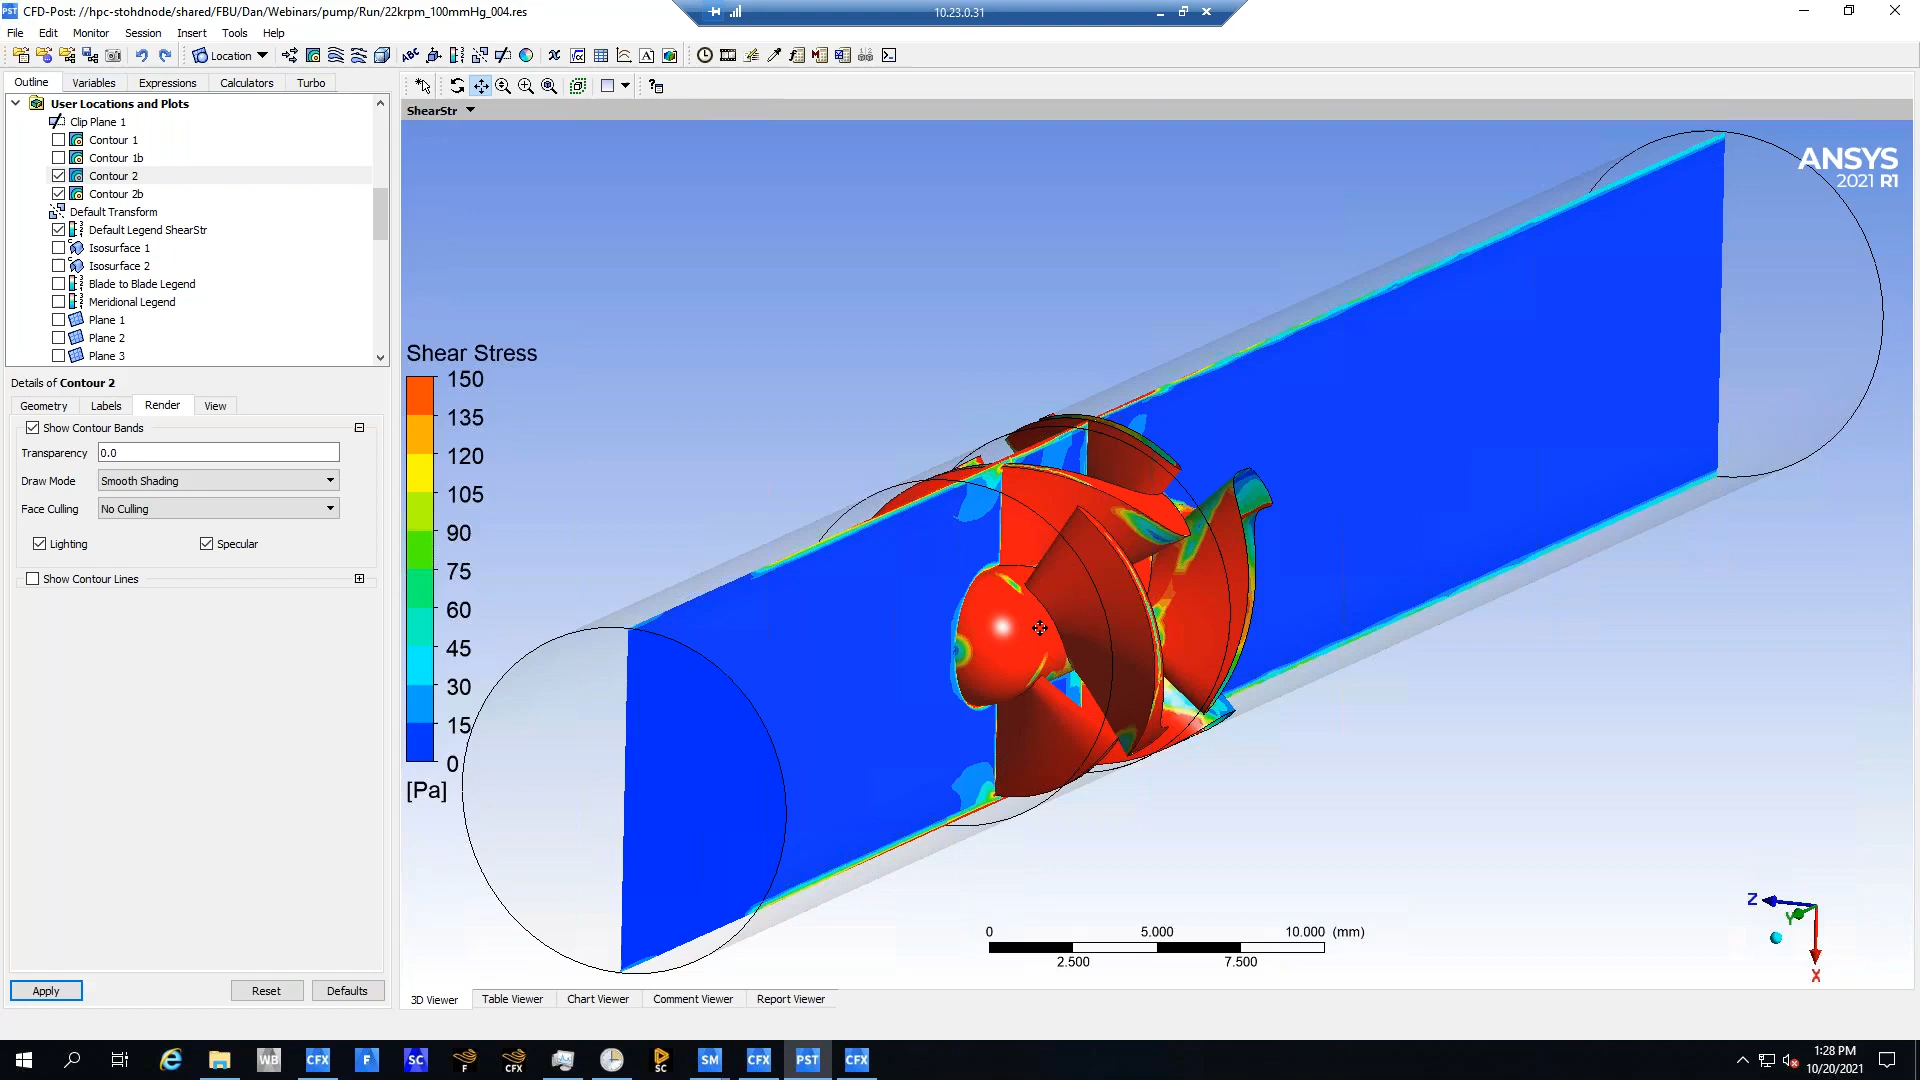 CFD-Post: //hpc-stohdnode/shared/FBU/Dan/Webinars/pump/Run/22krpm_100mmHg_004.res
10.23.0.31
File Edit Monitor Session Insert Tools Help
Location
Outline Variables Expressions Calculators Turbo
User Locations and Plots
Clip Plane 1
Contour 1
Contour 1b
Contour 2
Contour 2b
Default Transform
Default Legend ShearStr
Isosurface 1
Isosurface 2
Blade to Blade Legend
Meridional Legend
Plane 1
Plane 2
Plane 3
Details of Contour 2
Geometry Labels Render View
Show Contour Bands
Transparency 0.0
Draw Mode Smooth Shading
Face Culling No Culling
Lighting Specular
Show Contour Lines
Apply Reset Defaults
ShearStr
ANSYS
2021 R1
Shear Stress
150
135
120
105
90
75
60
45
30
15
0
[Pa]
0 5.000 10.000 (mm)
2.500 7.500
Z
Y
X
3D Viewer Table Viewer Chart Viewer Comment Viewer Report Viewer
WB CFX F SC F CFX SC SM CFX PST CFX
1:28 PM
10/20/2021